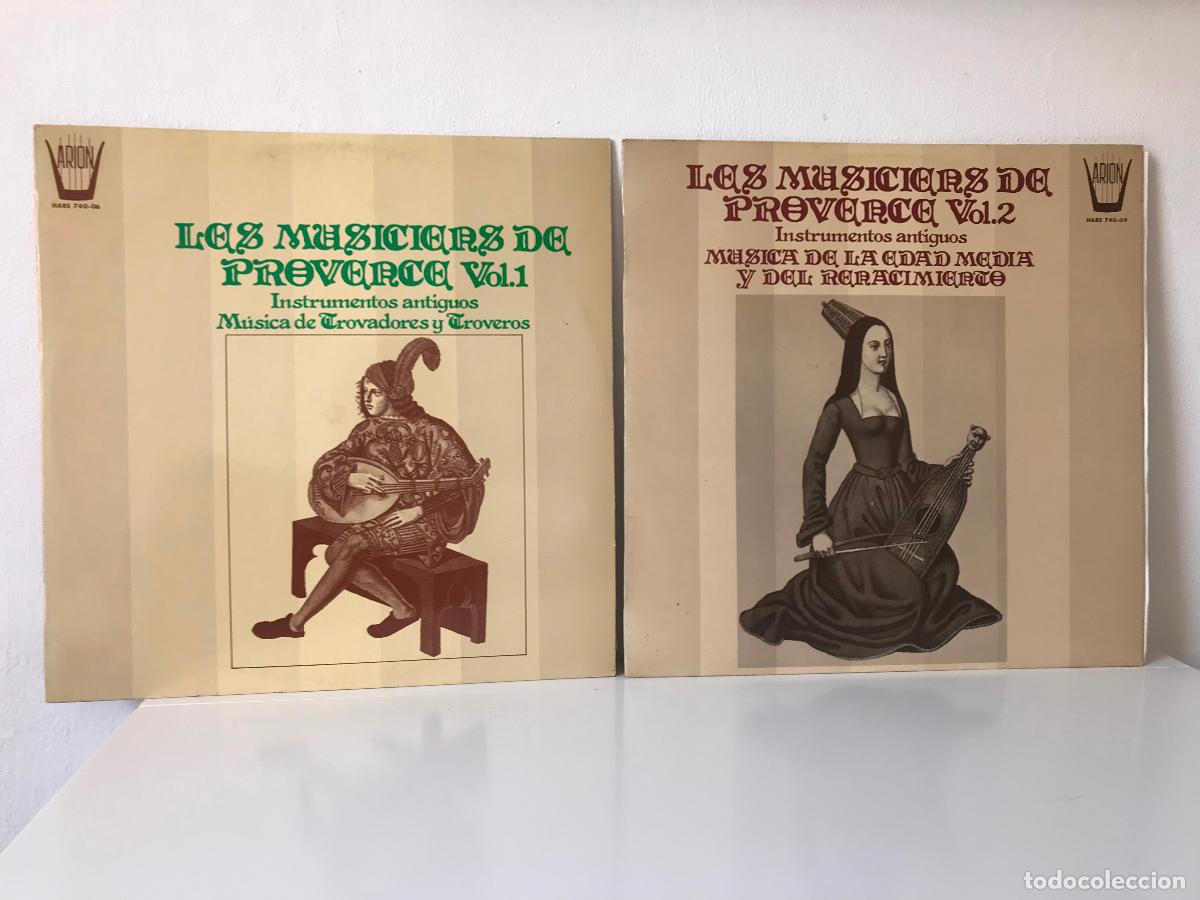 ARION
HARS 740-06
LES MUSICIENS DE
PROVENCE Vol.1
Instrumentos antiguos
Música de Trovadores y Troveros
LES MUSICIENS DE
PROVENCE Vol.2
Instrumentos antiguos
MUSICA DE LA EDAD MEDIA
Y DEL RENACIMIENTO
ARION
HARS 740-09
todocoleccion